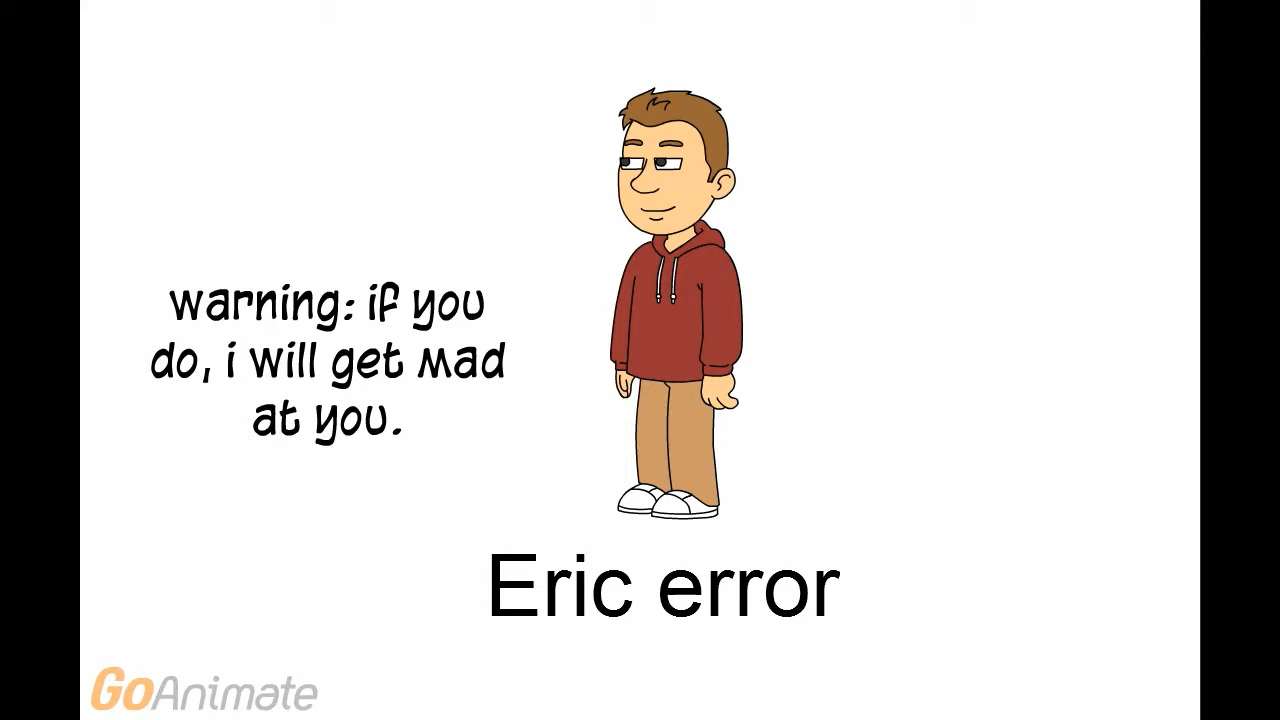 warning: if you
do, i will get mad
at you.
Eric error
GoAnimate